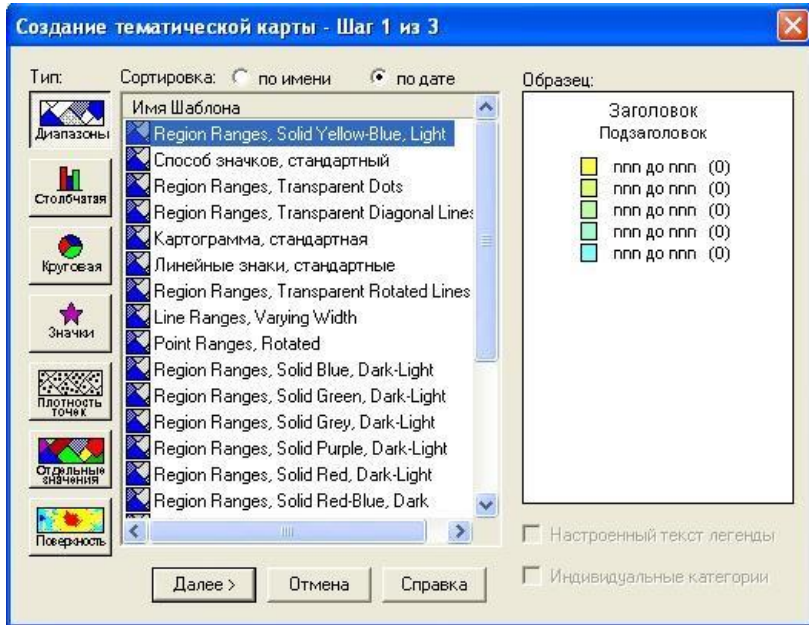 Создание тематической карты - Шаг 1 из 3
Тип:
Диапазоны
Столбчатая
Круговая
Значки
Плотность
точек
Отдельные
значения
Поверхность
Сортировка: по имени по дате
Имя Шаблона
Region Ranges, Solid Yellow-Blue, Light
Способ значков, стандартный
Region Ranges, Transparent Dots
Region Ranges, Transparent Diagonal Lines
Картограмма, стандартная
Линейные знаки, стандартные
Region Ranges, Transparent Rotated Lines
Line Ranges, Varying Width
Point Ranges, Rotated
Region Ranges, Solid Blue, Dark-Light
Region Ranges, Solid Green, Dark-Light
Region Ranges, Solid Grey, Dark-Light
Region Ranges, Solid Purple, Dark-Light
Region Ranges, Solid Red, Dark-Light
Region Ranges, Solid Red-Blue, Dark
Образец:
Заголовок
Подзаголовок
nnn до nnn (0)
nnn до nnn (0)
nnn до nnn (0)
nnn до nnn (0)
nnn до nnn (0)
Настроенный текст легенды
Индивидуальные категории
Далее >
Отмена
Справка